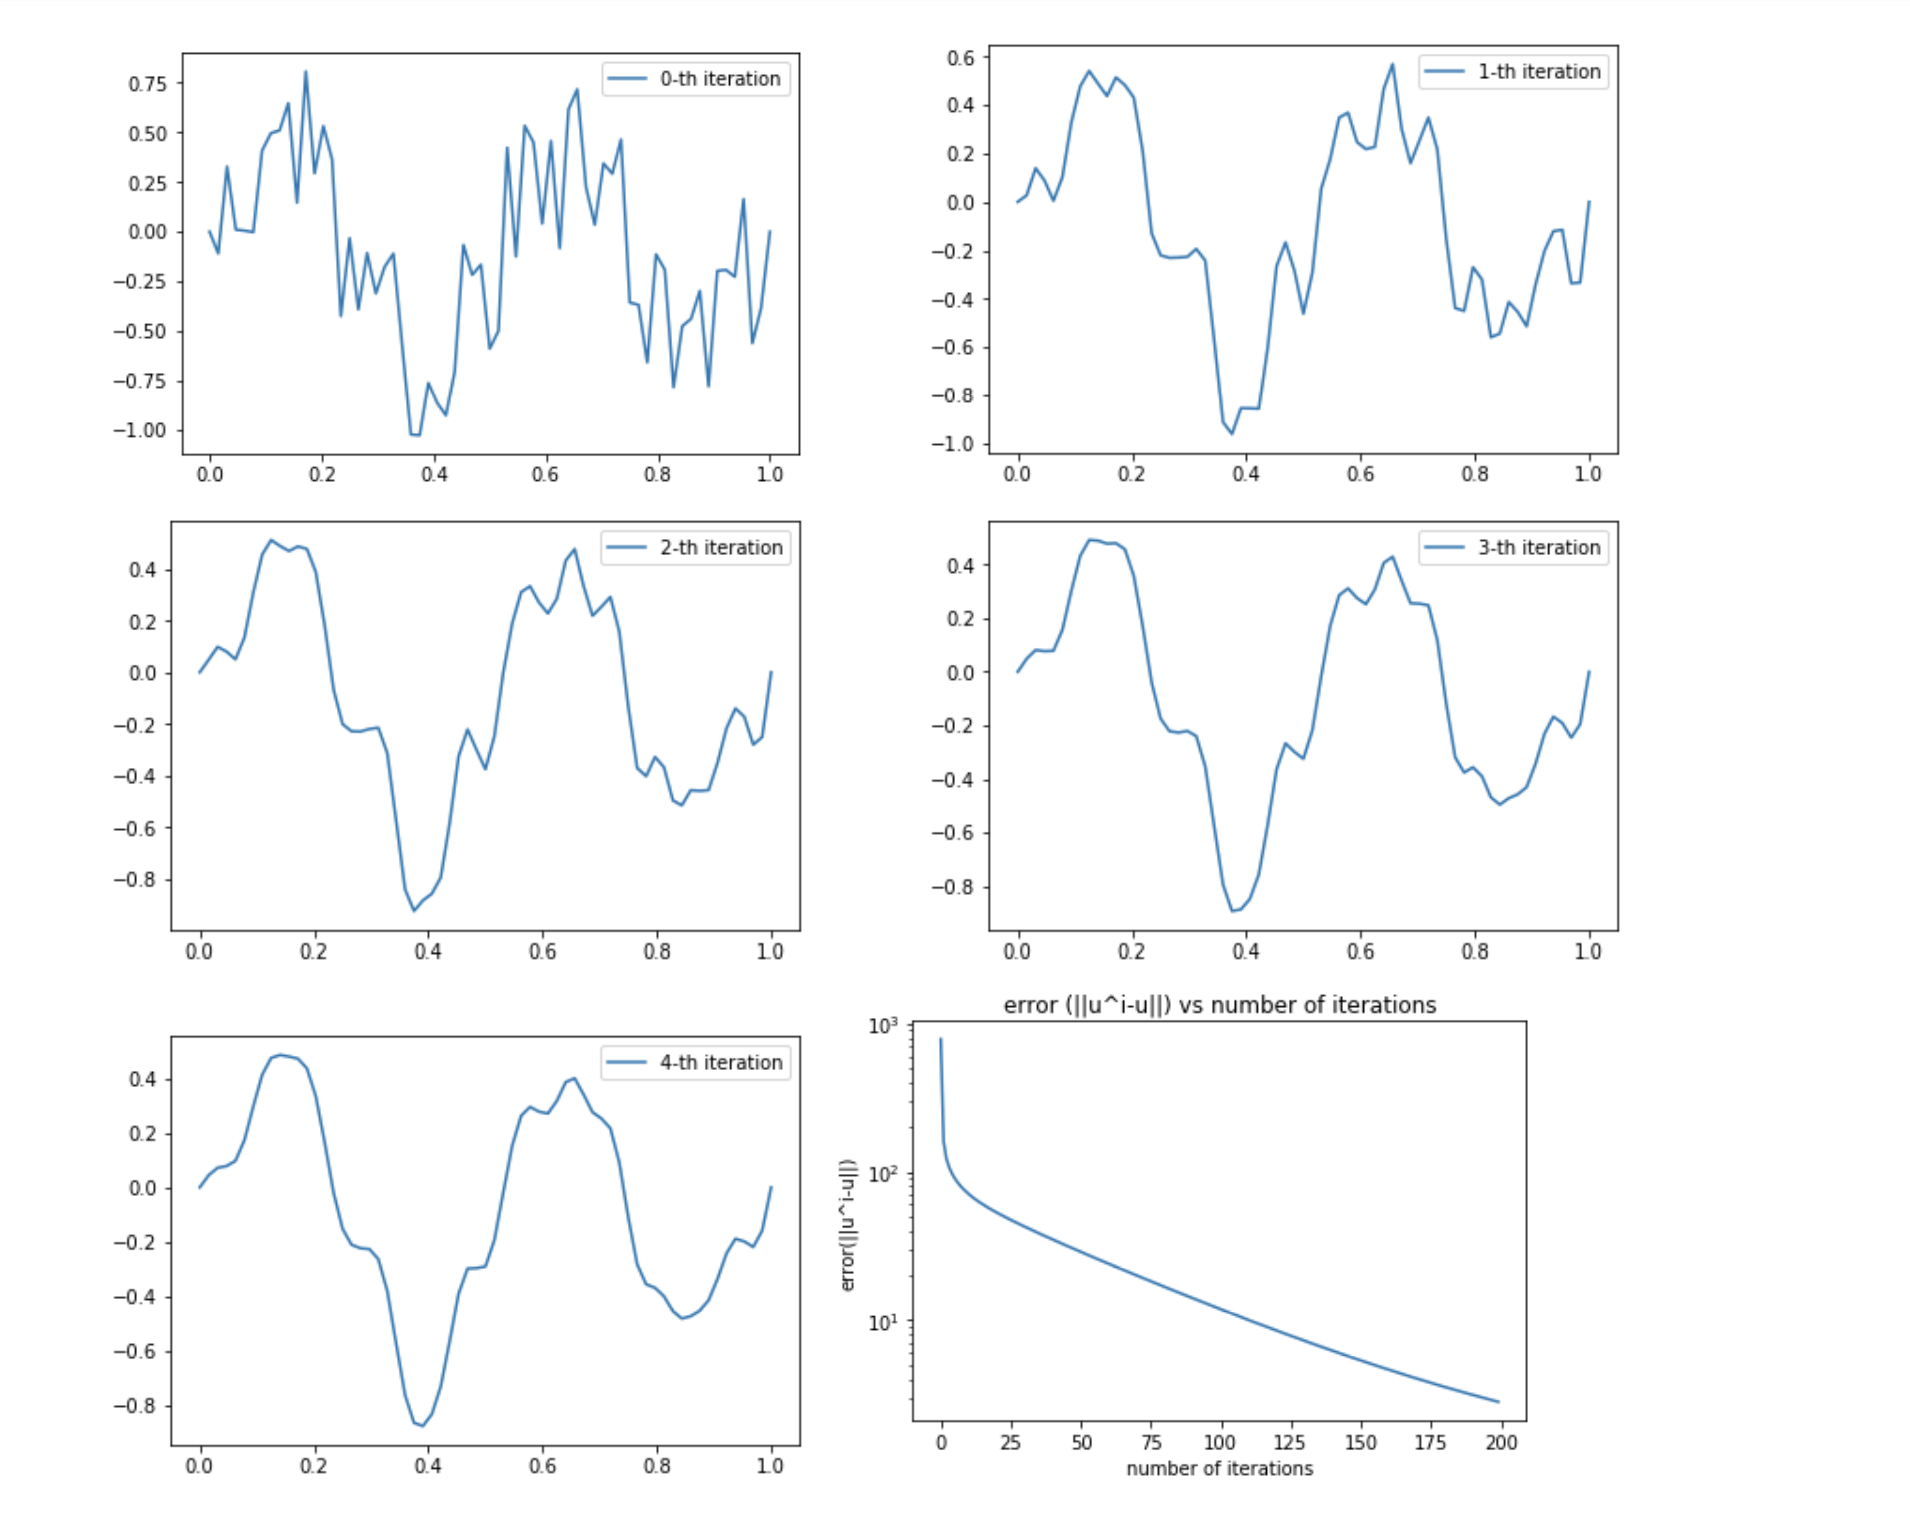 0-th iteration
0.75
0.50
0.25
0.00
−0.25
−0.50
−0.75
−1.00
0.0 0.2 0.4 0.6 0.8 1.0
1-th iteration
0.6
0.4
0.2
0.0
−0.2
−0.4
−0.6
−0.8
−1.0
0.0 0.2 0.4 0.6 0.8 1.0
2-th iteration
0.4
0.2
0.0
−0.2
−0.4
−0.6
−0.8
0.0 0.2 0.4 0.6 0.8 1.0
3-th iteration
0.4
0.2
0.0
−0.2
−0.4
−0.6
−0.8
0.0 0.2 0.4 0.6 0.8 1.0
4-th iteration
0.4
0.2
0.0
−0.2
−0.4
−0.6
−0.8
0.0 0.2 0.4 0.6 0.8 1.0
error (||u^i-u||) vs number of iterations
10³
10²
10¹
error(||u^i-u||)
0 25 50 75 100 125 150 175 200
number of iterations